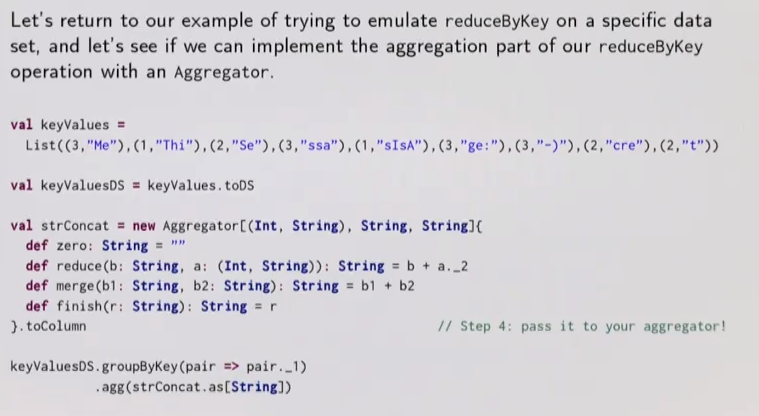 Let's return to our example of trying to emulate reduceByKey on a specific data
set, and let's see if we can implement the aggregation part of our reduceByKey
operation with an Aggregator.
val keyValues =
List((3,"Me"),(1,"Thi"),(2,"Se"),(3,"ssa"),(1,"sIsA"),(3,"ge:"),(3,"-)"),(2,"cre"),(2,"t"))
val keyValuesDS = keyValues.toDS
val strConcat = new Aggregator[(Int, String), String, String]{
def zero: String = ""
def reduce(b: String, a: (Int, String)): String = b + a._2
def merge(b1: String, b2: String): String = b1 + b2
def finish(r: String): String = r
}.toColumn // Step 4: pass it to your aggregator!
keyValuesDS.groupByKey(pair => pair._1)
.agg(strConcat.as[String])